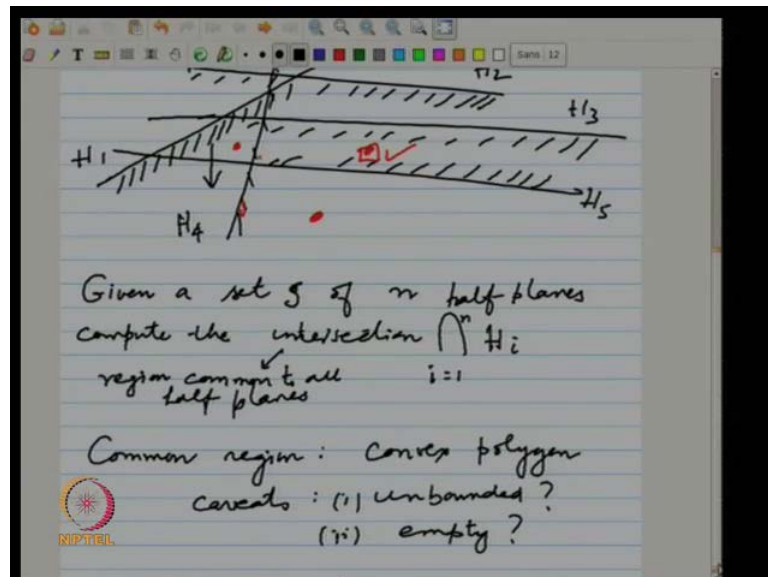 T Sans 12
H2
H3
H1
H5
H4
Given a set S of n half planes
compute the intersection ⋂ Hi
n
i=1
region common to all
half planes
Common region : convex polygon
caveats : (i) unbounded ?
(ii) empty ?
NPTEL